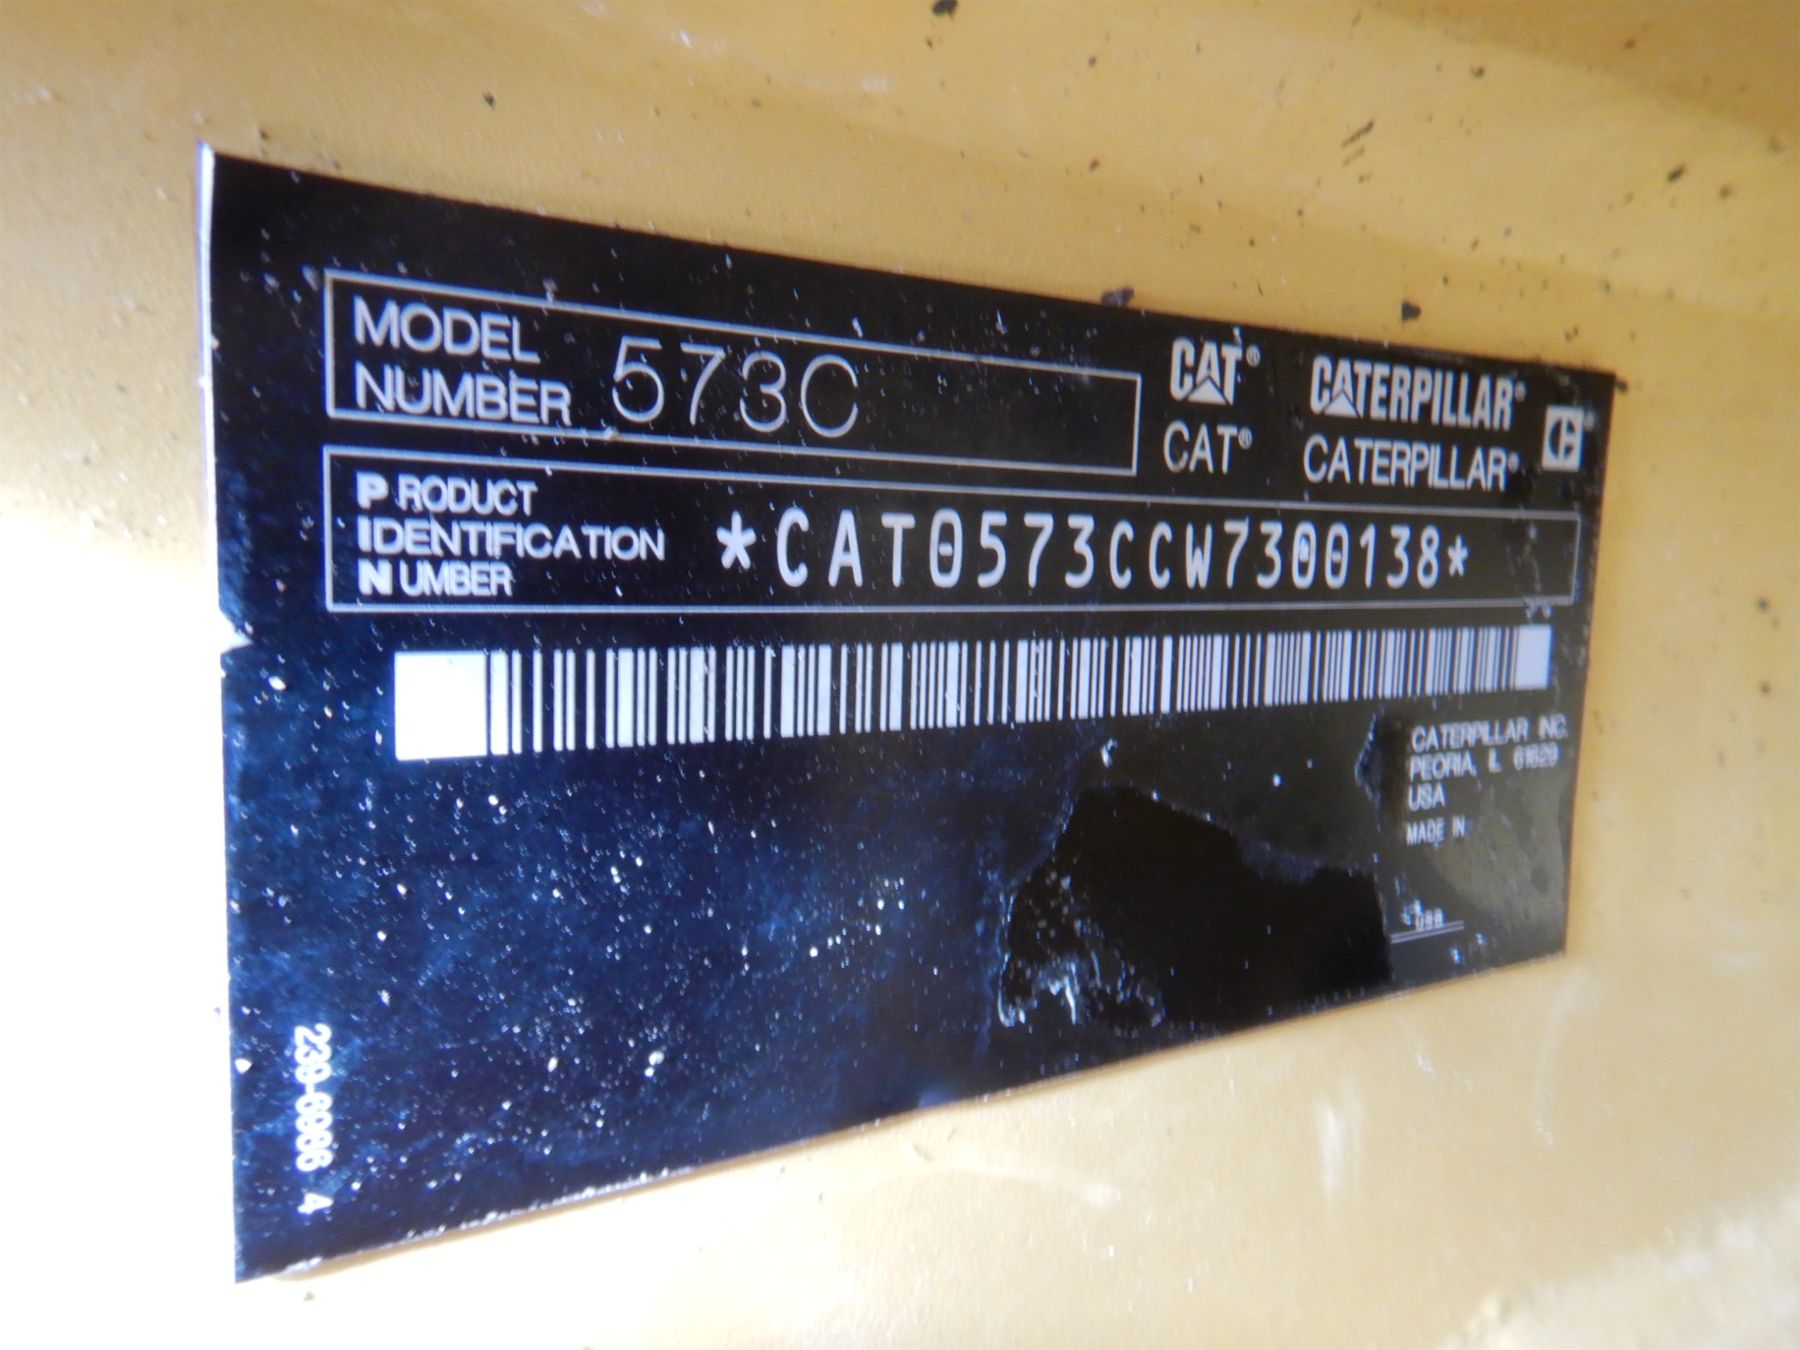 MODEL
NUMBER 573C
CAT® CATERPILLAR®
CAT® CATERPILLAR®
PRODUCT
IDENTIFICATION
NUMBER
*CAT0573CCW7300138*
CATERPILLAR INC.
PEORIA, IL 61629
USA
MADE IN
USA